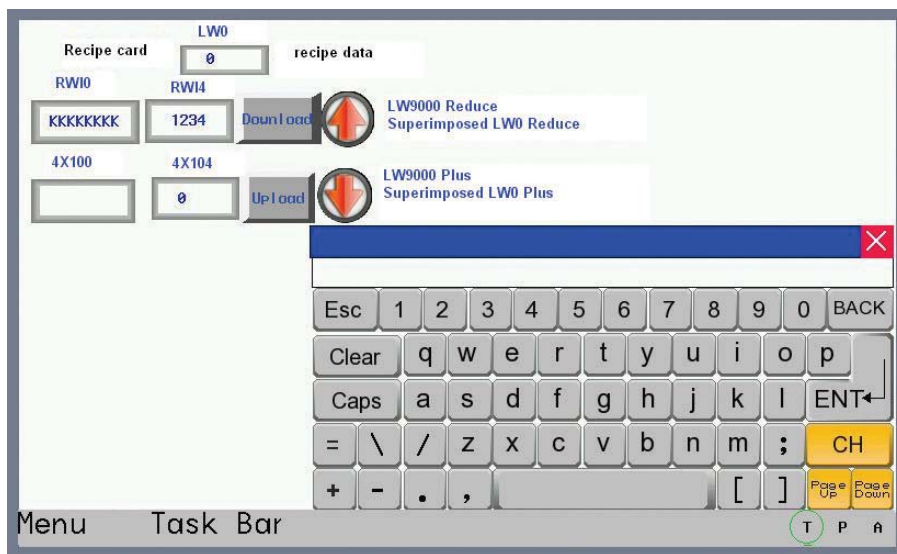 LW0
Recipe card 0 recipe data
RWI0 RWI4
KKKKKKKK 1234 Download LW9000 Reduce
Superimposed LW0 Reduce
4X100 4X104
0 Upload LW9000 Plus
Superimposed LW0 Plus
Esc 1 2 3 4 5 6 7 8 9 0 BACK
Clear q w e r t y u i o p
Caps a s d f g h j k l ENT
= \ / z x c v b n m ; CH
+ - . , [ ] Page Up Page Down
Menu Task Bar T P A